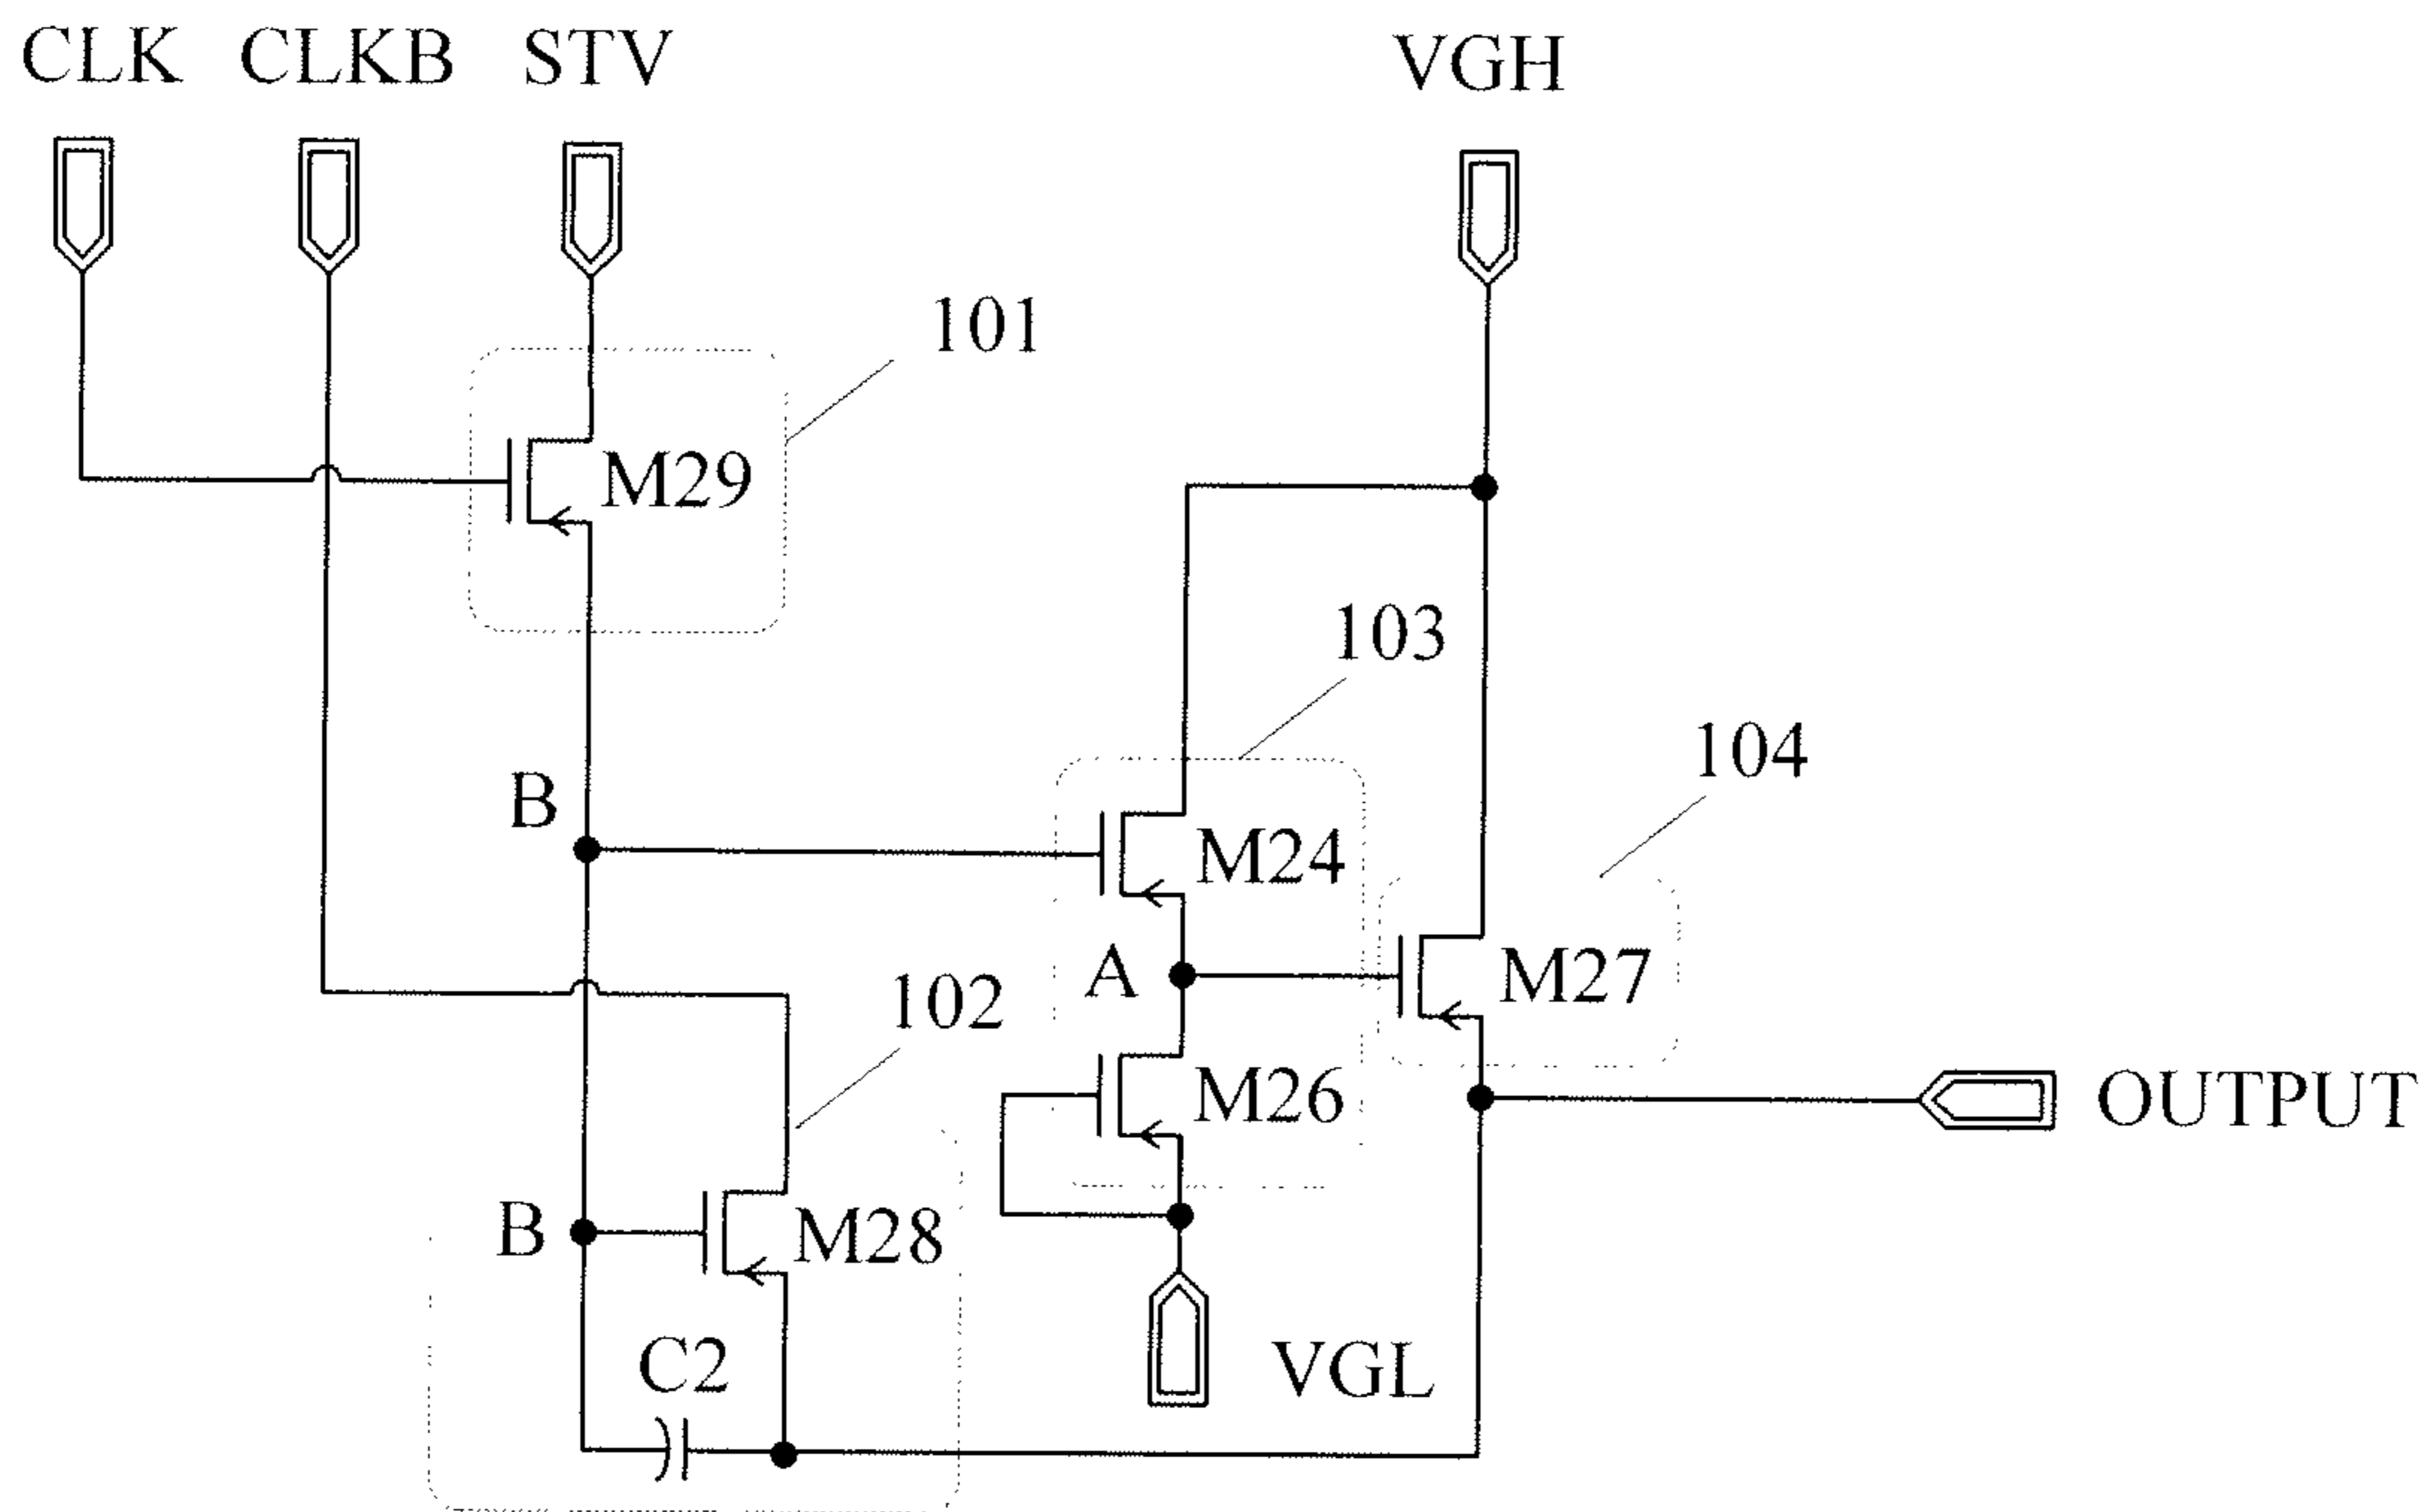 CLK CLKB STV VGH
101
M29
103
104
B
M24
A
M27
102
M26
OUTPUT
B
M28
C2
VGL